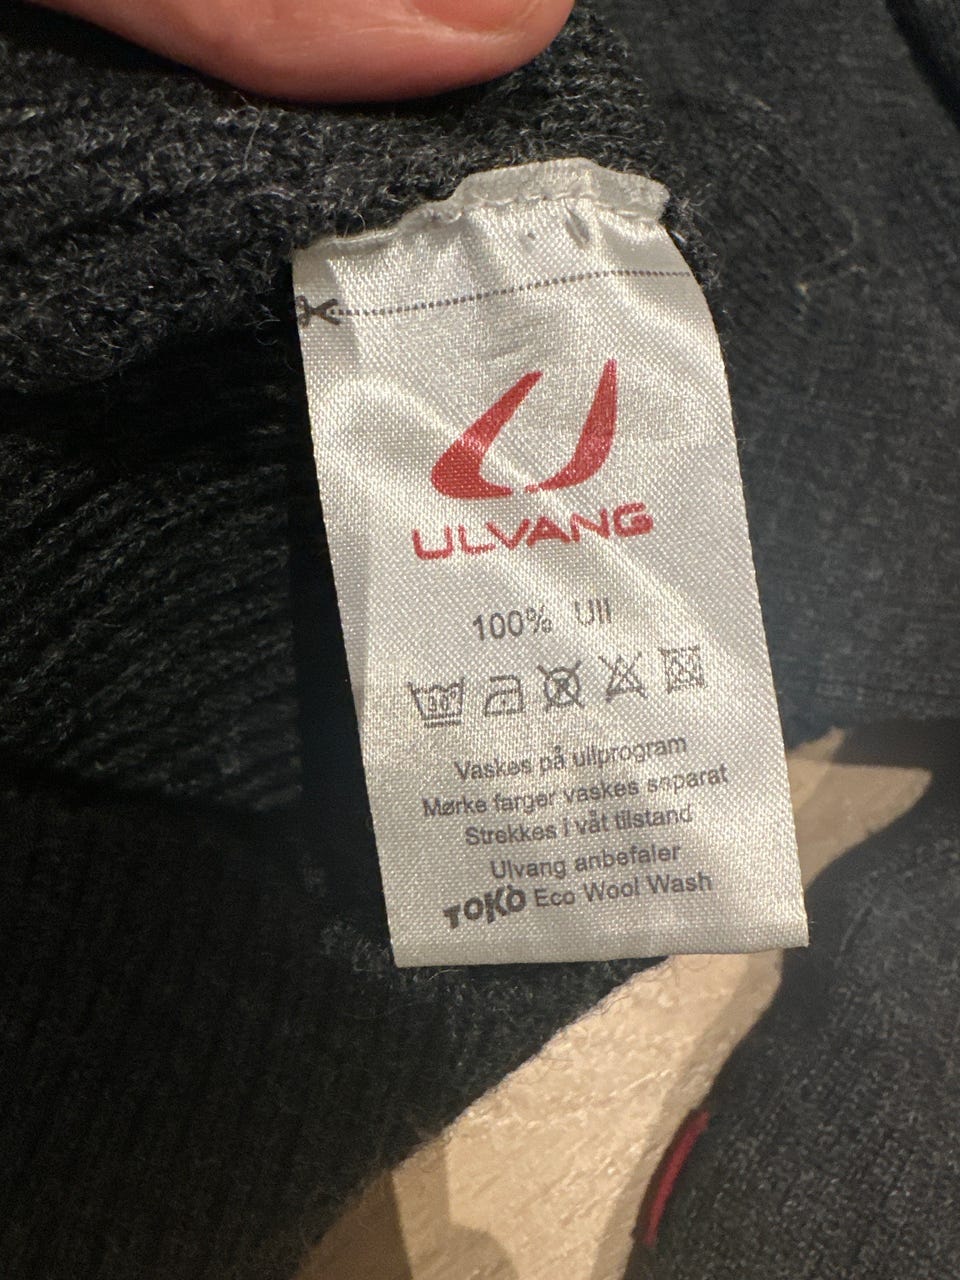 ULVANG
100% Ull
30°
Vaskes på ullprogram
Mørke farger vaskes separat
Strekkes i våt tilstand
Ulvang anbefaler
TOKO Eco Wool Wash